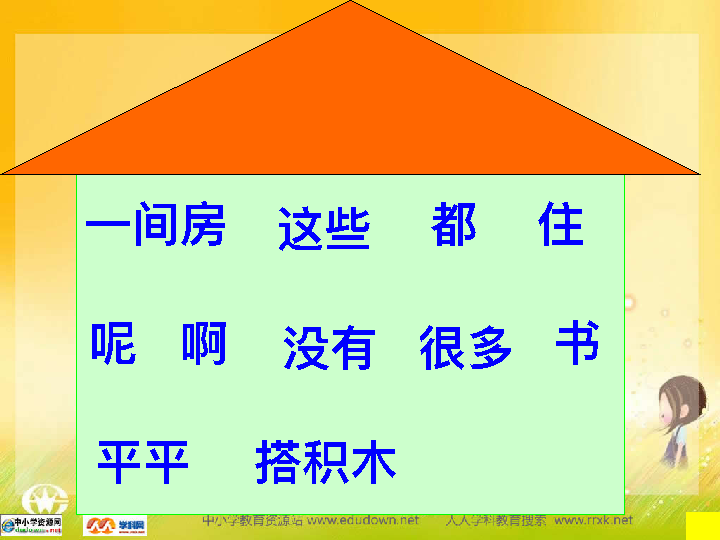 一间房 这些 都 住
呢 啊 没有 很多 书
平平 搭积木
中小学资源网 学科网 中小学教育资源站 www.edudown.net 人人学科教育搜索 www.rrxk.net